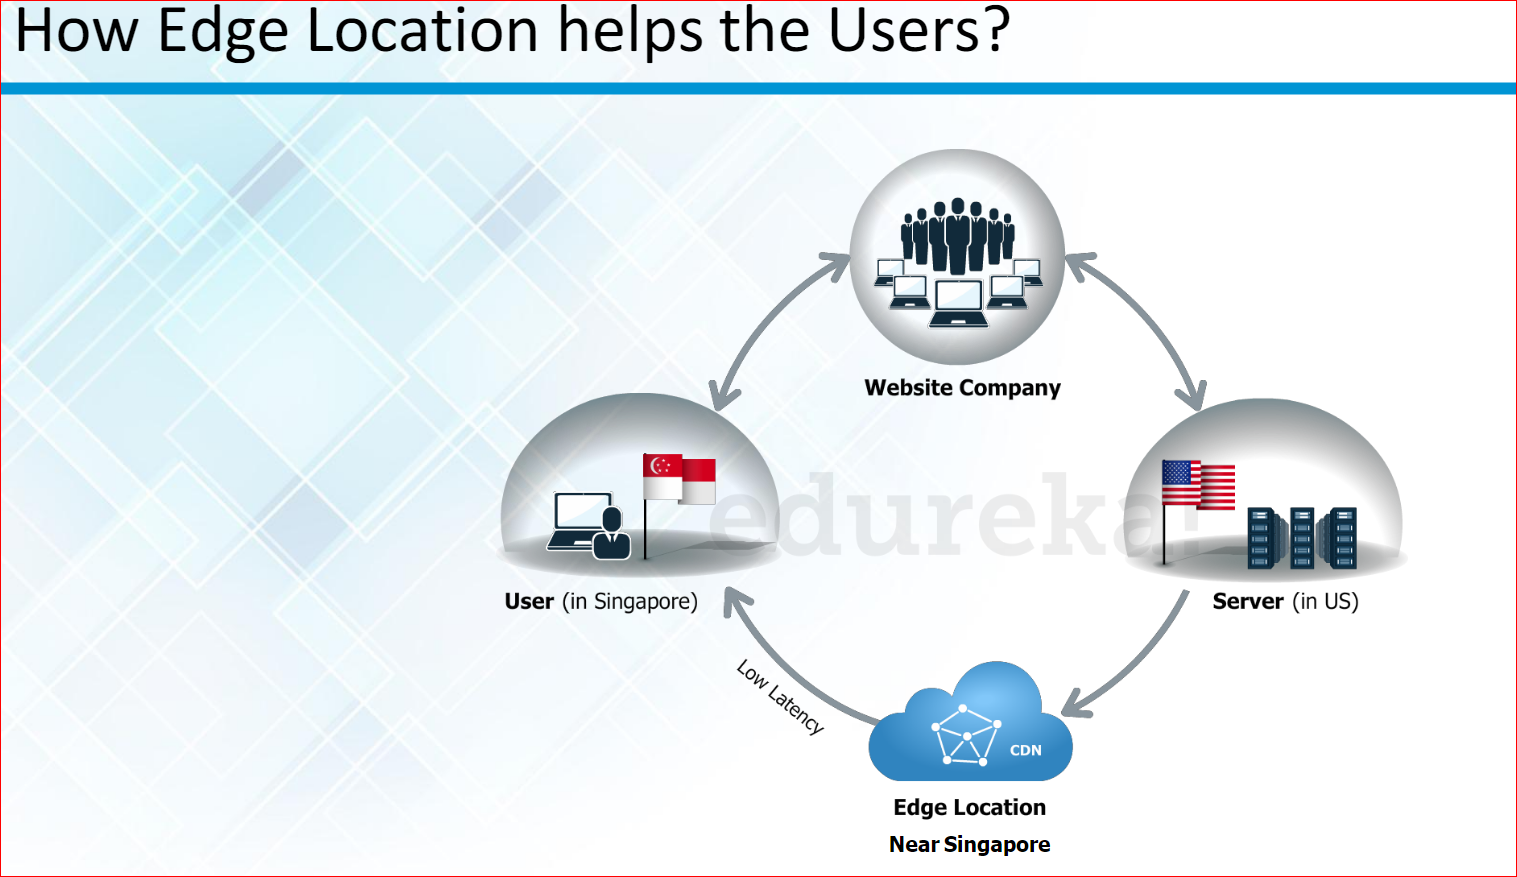 How Edge Location helps the Users?
Website Company
edureka!
User (in Singapore)
Server (in US)
Low Latency
CDN
Edge Location
Near Singapore